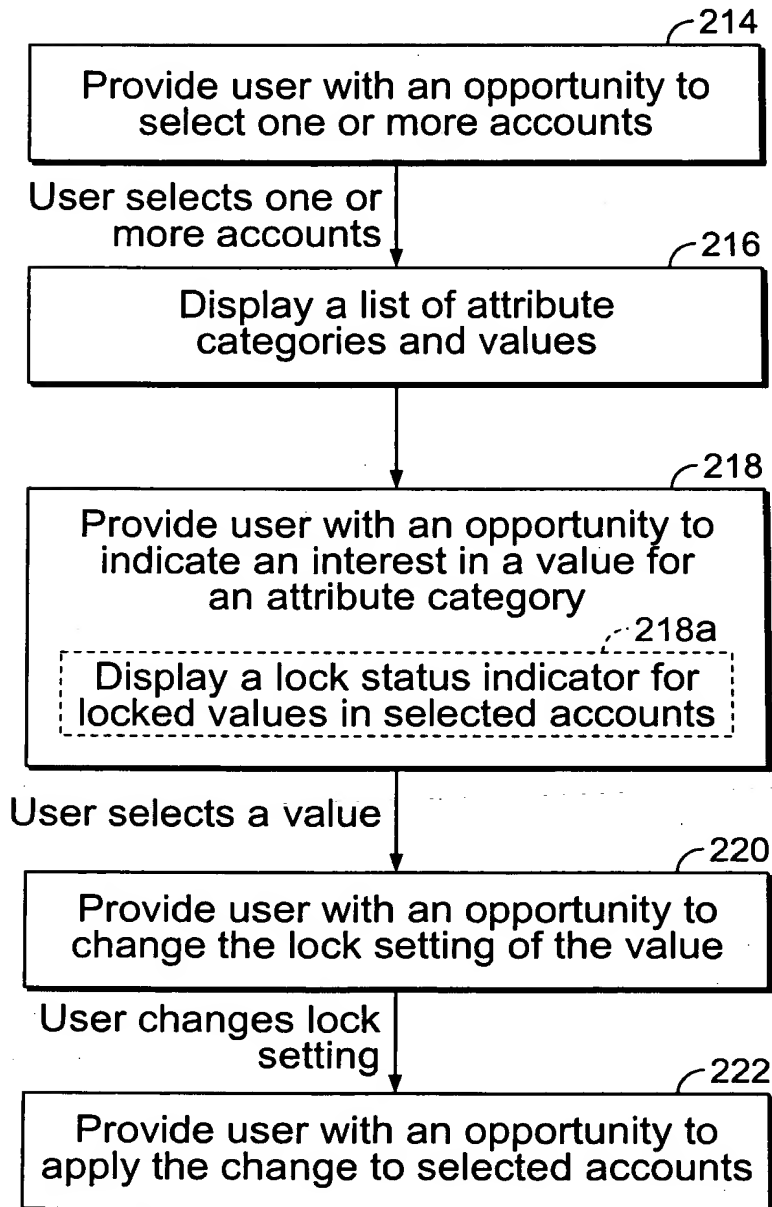 214
Provide user with an opportunity to
select one or more accounts
User selects one or
more accounts
216
Display a list of attribute
categories and values
218
Provide user with an opportunity to
indicate an interest in a value for
an attribute category
218a
Display a lock status indicator for
locked values in selected accounts
User selects a value
220
Provide user with an opportunity to
change the lock setting of the value
User changes lock
setting
222
Provide user with an opportunity to
apply the change to selected accounts